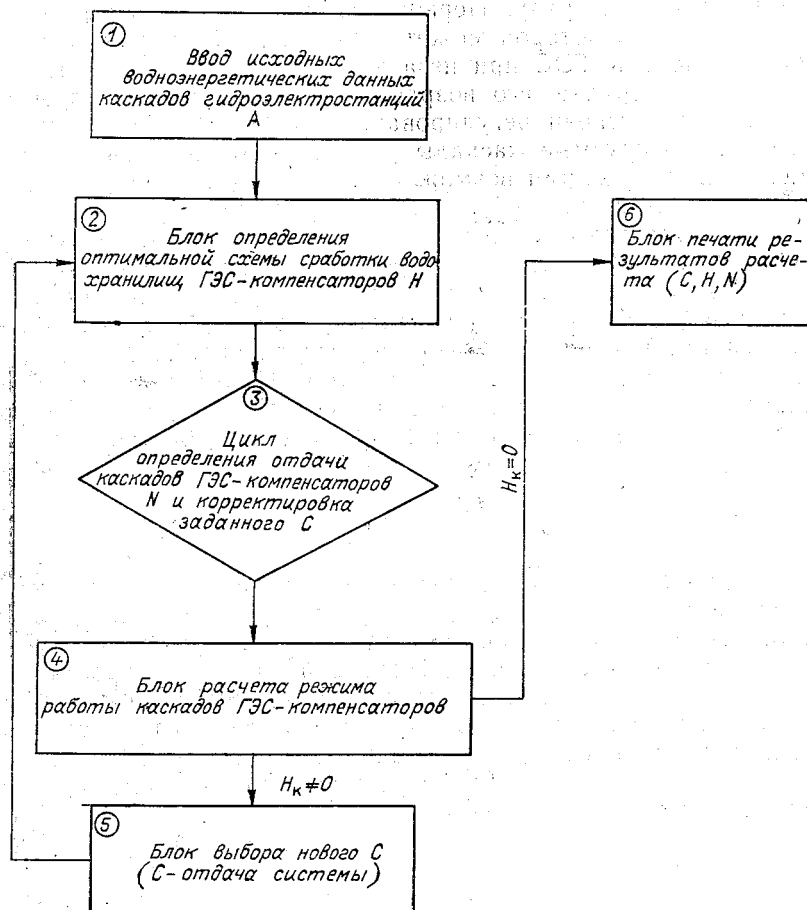 1
Ввод исходных
водноэнергетических данных
каскадов гидроэлектростанций
А
2
Блок определения
оптимальной схемы сработки водо
хранилищ ГЭС-компенсаторов Н
3
Цикл
определения отдачи
каскадов ГЭС-компенсаторов
N и корректировка
заданного С
4
Блок расчета режима
работы каскадов ГЭС-компенсаторов
Нк≠0
5
Блок выбора нового С
(С-отдача системы)
Нк=0
6
Блок печати ре-
зультатов расче-
та (С,Н,N)